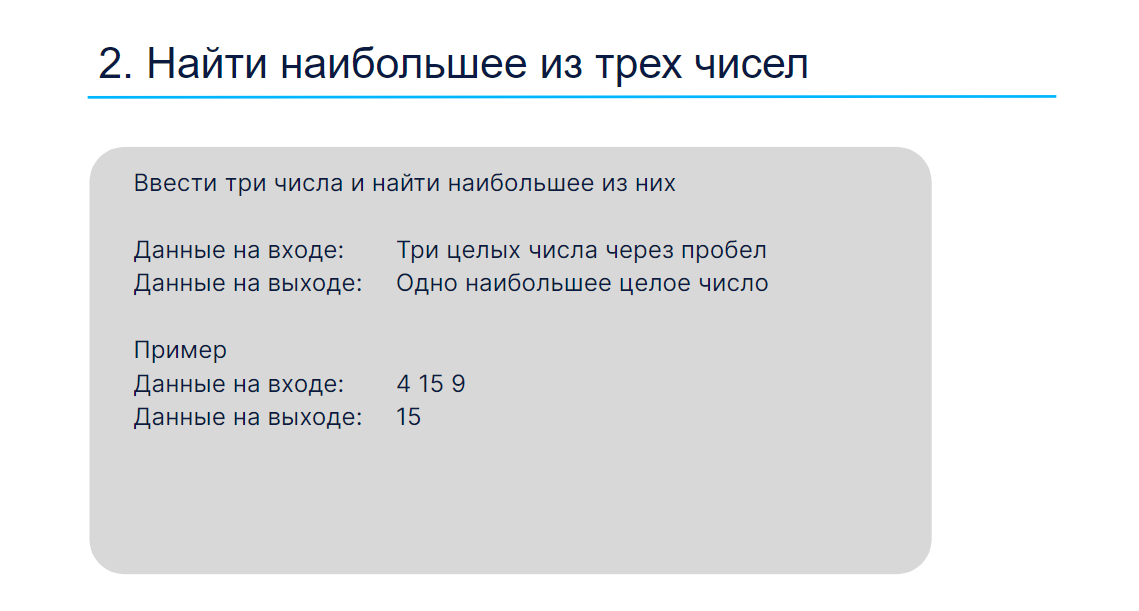 2. Найти наибольшее из трех чисел
Ввести три числа и найти наибольшее из них
Данные на входе: Три целых числа через пробел
Данные на выходе: Одно наибольшее целое число
Пример
Данные на входе: 4 15 9
Данные на выходе: 15